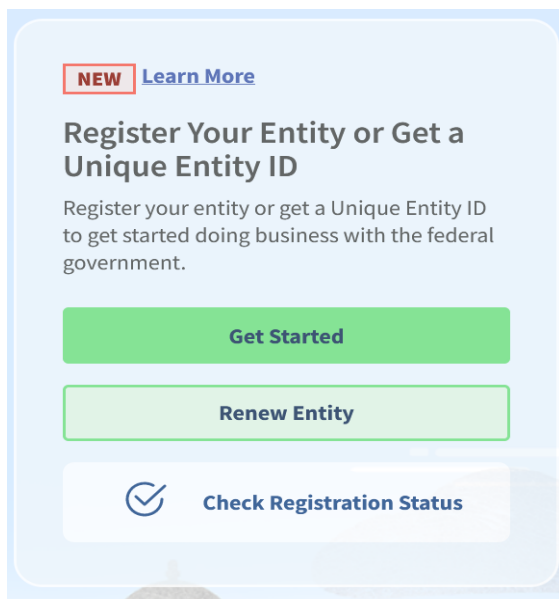 NEW Learn More
Register Your Entity or Get a
Unique Entity ID
Register your entity or get a Unique Entity ID
to get started doing business with the federal
government.
Get Started
Renew Entity
Check Registration Status